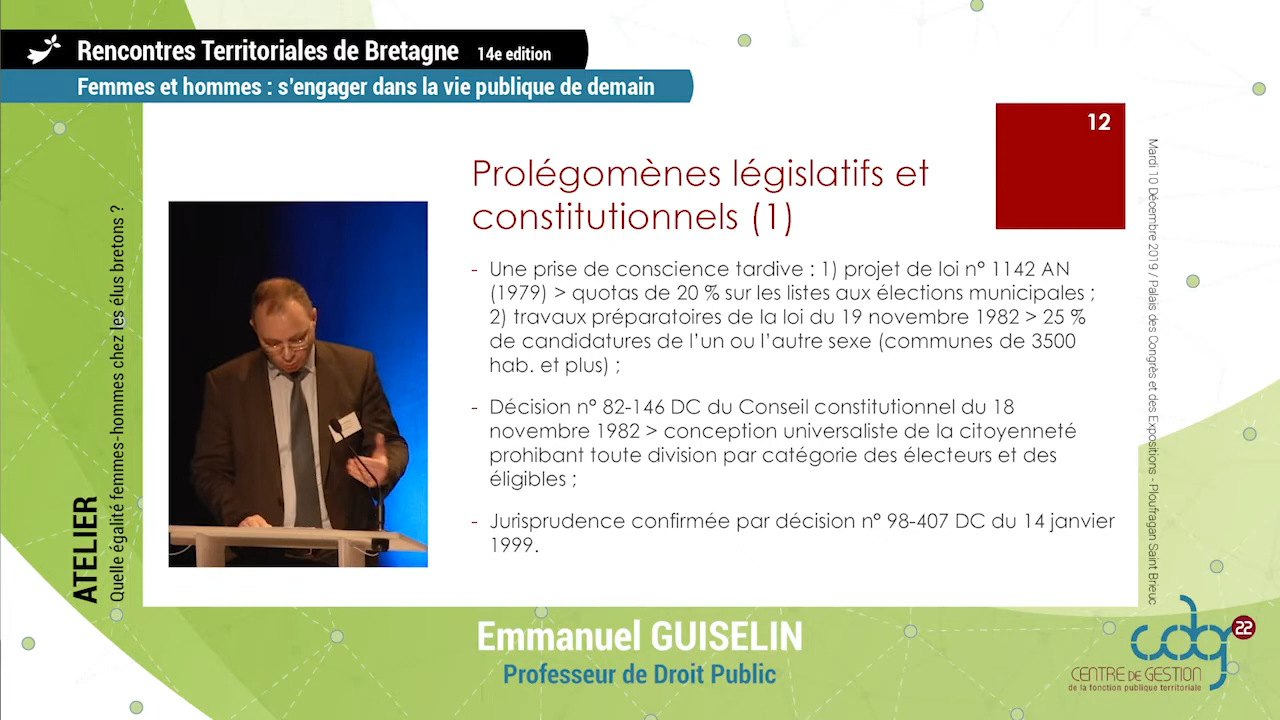 Rencontres Territoriales de Bretagne 14e edition
Femmes et hommes : s'engager dans la vie publique de demain
12
Prolégomènes législatifs et
constitutionnels (1)
- Une prise de conscience tardive : 1) projet de loi n° 1142 AN
(1979) > quotas de 20 % sur les listes aux élections municipales ;
2) travaux préparatoires de la loi du 19 novembre 1982 > 25 %
de candidatures de l'un ou l'autre sexe (communes de 3500
hab. et plus) ;
- Décision n° 82-146 DC du Conseil constitutionnel du 18
novembre 1982 > conception universaliste de la citoyenneté
prohibant toute division par catégorie des électeurs et des
éligibles ;
- Jurisprudence confirmée par décision n° 98-407 DC du 14 janvier
1999.
ATELIER
Quelle égalité femmes-hommes chez les élus bretons ?
Mardi 10 Décembre 2019 / Palais des Congrès et des Expositions - Ploufragan Saint Brieuc
Emmanuel GUISELIN
Professeur de Droit Public
cdg 22
CENTRE DE GESTION
de la fonction publique territoriale